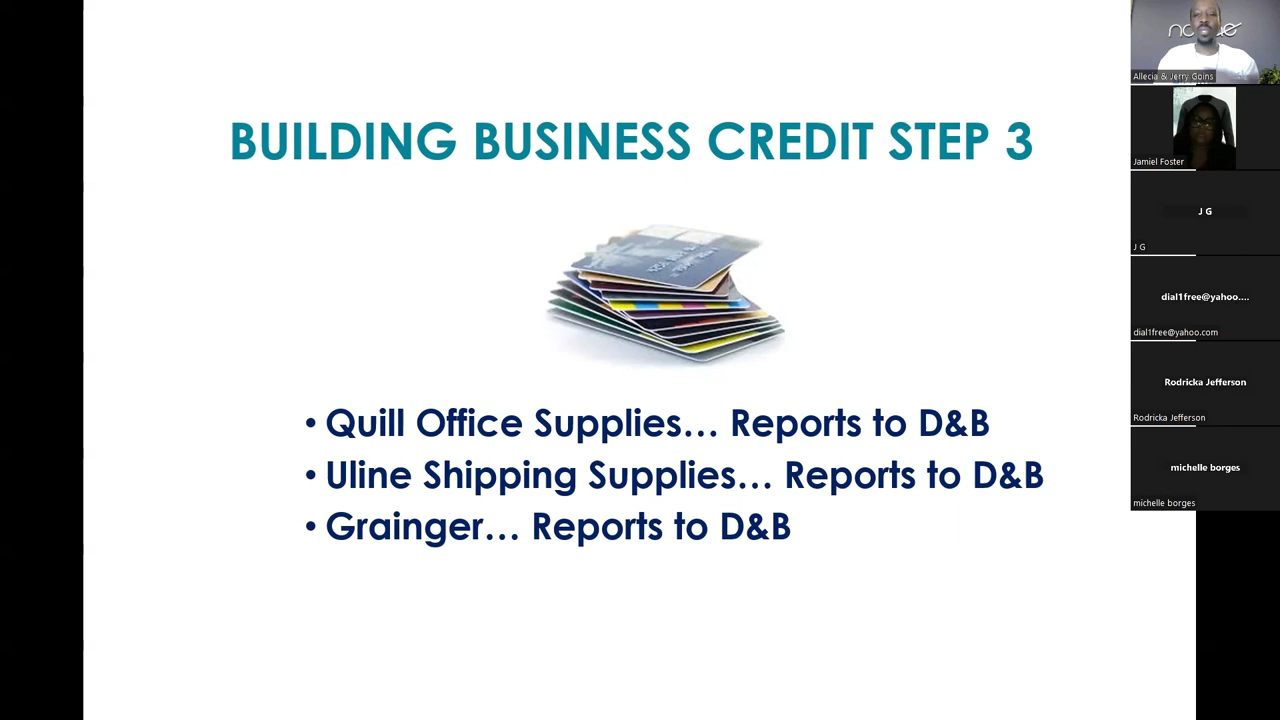 BUILDING BUSINESS CREDIT STEP 3
• Quill Office Supplies… Reports to D&B
• Uline Shipping Supplies… Reports to D&B
• Grainger… Reports to D&B
Allecia & Jerry Goins
Jamiel Foster
J G
J G
dial1free@yahoo....
dial1free@yahoo.com
Rodricka Jefferson
Rodricka Jefferson
michelle borges
michelle borges